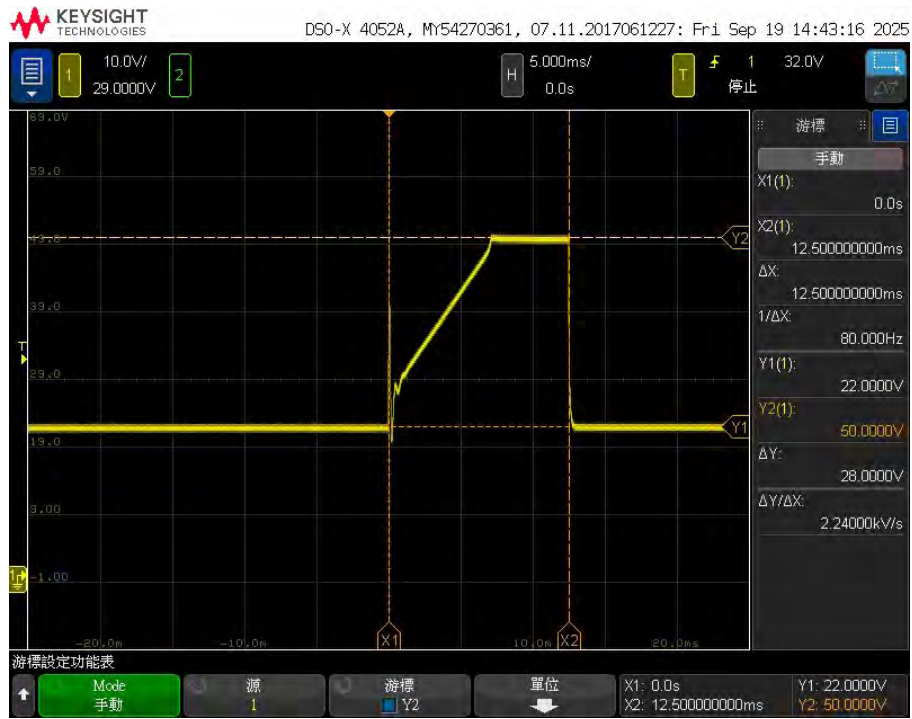 KEYSIGHT
TECHNOLOGIES
DSO-X 4052A, MY54270361, 07.11.2017061227: Fri Sep 19 14:43:16 2025
1
10.0V/
29.0000V
2
H
5.000ms/
0.0s
T
1
停止
32.0V
69.0V
59.0
39.0
29.0
19.0
9.00
-1.00
T
Y2
Y1
1
-20.0m
-10.0m
X1
10.0m
X2
20.0ms
游標
手動
X1(1):
0.0s
X2(1):
12.500000000ms
ΔX:
12.500000000ms
1/ΔX:
80.000Hz
Y1(1):
22.0000V
Y2(1):
50.0000V
ΔY:
28.0000V
ΔY/ΔX:
2.24000kV/s
游標設定功能表
Mode
手動
源
1
游標
Y2
單位
X1: 0.0s
X2: 12.500000000ms
Y1: 22.0000V
Y2: 50.0000V